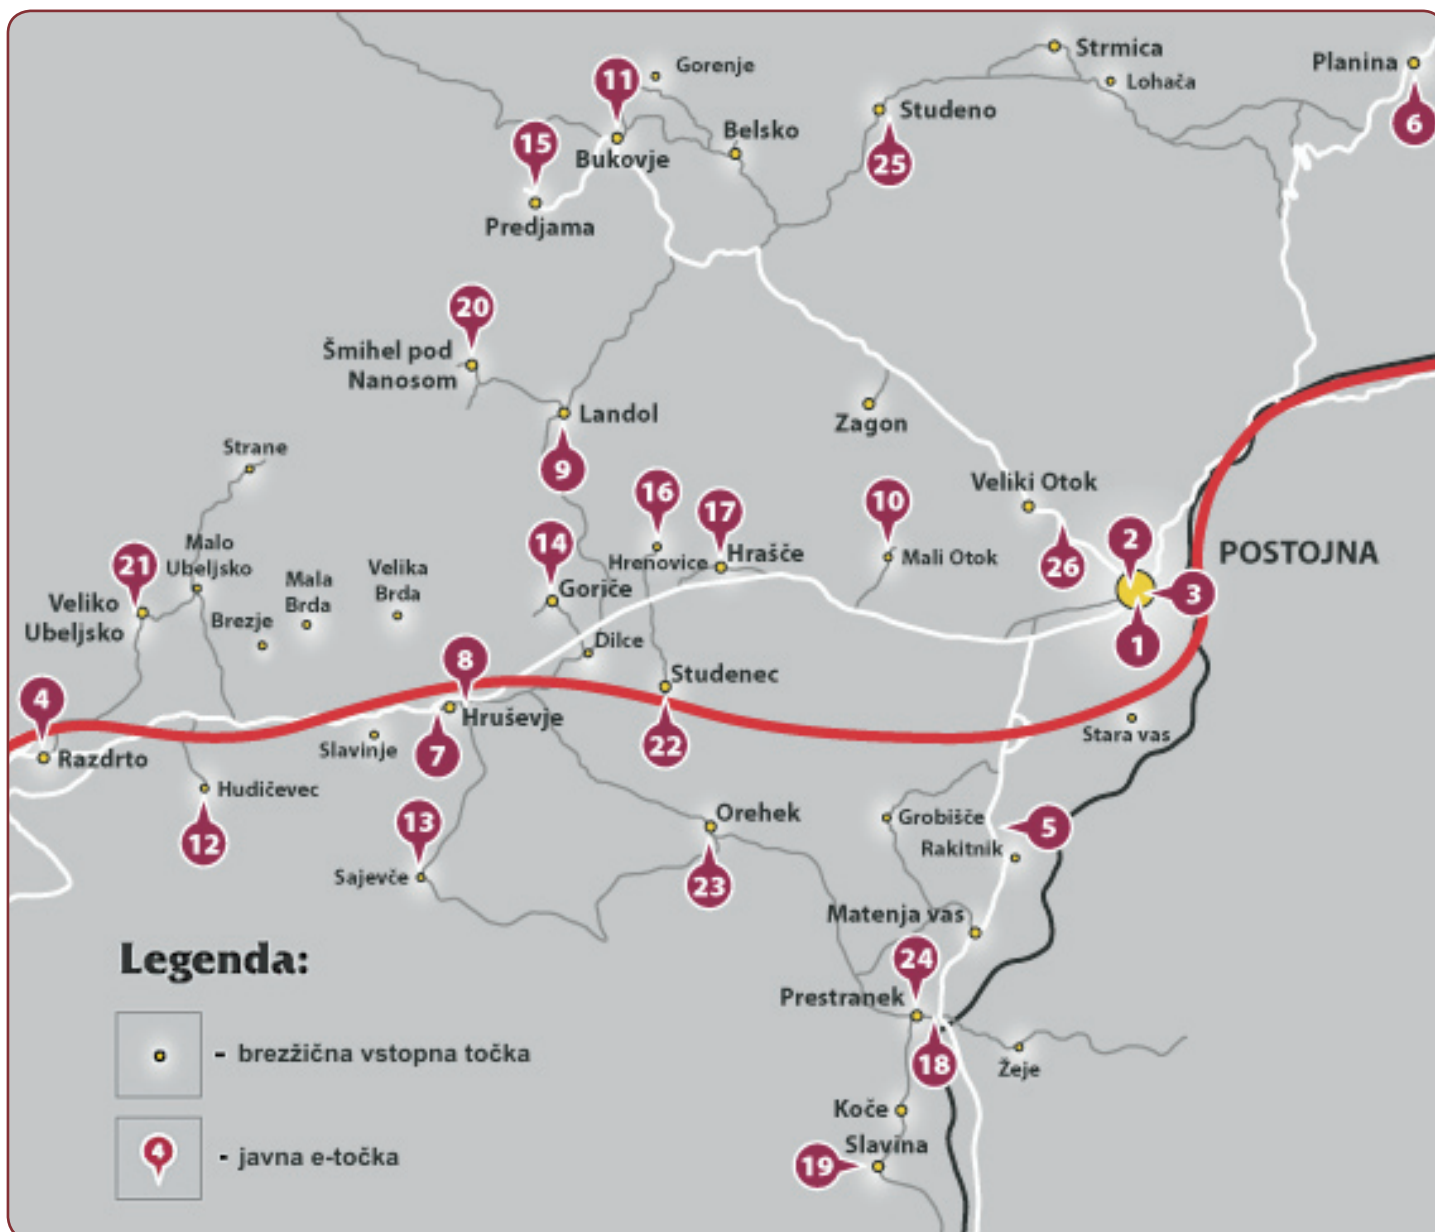 Strmica
Planina
Gorenje
Lohača
11
6
Studeno
Belsko
15
Bukovje
25
Predjama
20
Šmihel pod
Nanosom
Landol
Zagon
Strane
9
Veliki Otok
16
10
17
2
POSTOJNA
Malo
Ubeljsko
14
Hrašče
Hrenovice
Mali Otok
26
21
Mala
Brda
Velika
Brda
Goriče
3
Veliko
Ubeljsko
Brezje
Dilce
1
8
Studenec
4
Hruševje
Stara vas
Slavinje
7
22
Razdrto
Hudičevec
Orehek
Grobišče
5
13
12
Rakitnik
Sajevče
23
Matenja vas
24
Prestranek
18
Žeje
Koče
Slavina
19
Legenda:
- brezžična vstopna točka
4
- javna e-točka